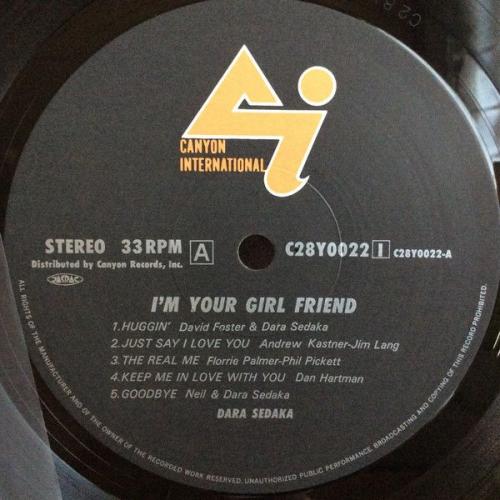 CANYON
INTERNATIONAL
STEREO 33 RPM A C28Y0022 1 C28Y0022-A
Distributed by Canyon Records, Inc.
I'M YOUR GIRL FRIEND
1.HUGGIN' David Foster & Dara Sedaka
2.JUST SAY I LOVE YOU Andrew Kastner-Jim Lang
3.THE REAL ME Florrie Palmer-Phil Pickett
4.KEEP ME IN LOVE WITH YOU Dan Hartman
5.GOODBYE Neil & Dara Sedaka
DARA SEDAKA
ALL RIGHTS OF THE MANUFACTURER AND OF THE OWNER OF THE RECORDED WORK RESERVED. UNAUTHORIZED PUBLIC PERFORMANCE, BROADCASTING AND COPYING OF THIS RECORD PROHIBITED.